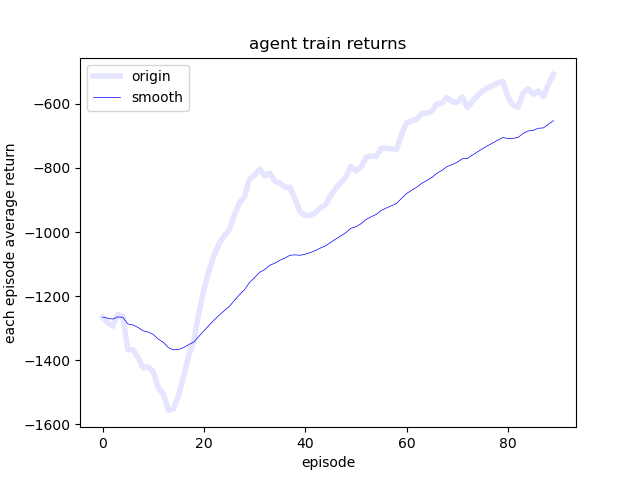 agent train returns
origin
smooth
each episode average return
−600
−800
−1000
−1200
−1400
−1600
0 20 40 60 80
episode